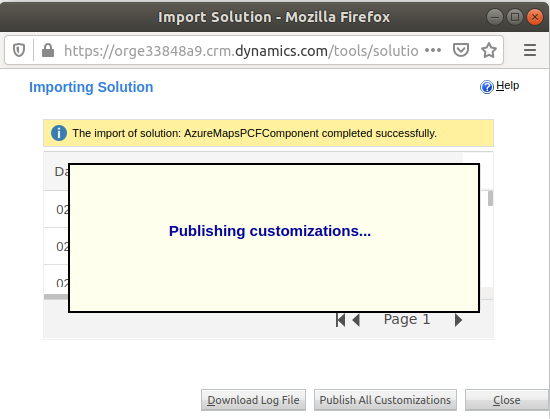 Import Solution - Mozilla Firefox
https://orge33848a9.crm.dynamics.com/tools/solutio
Importing Solution
Help
The import of solution: AzureMapsPCFComponent completed successfully.
Da
02
Publishing customizations...
02
02
Page 1
Download Log File
Publish All Customizations
Close